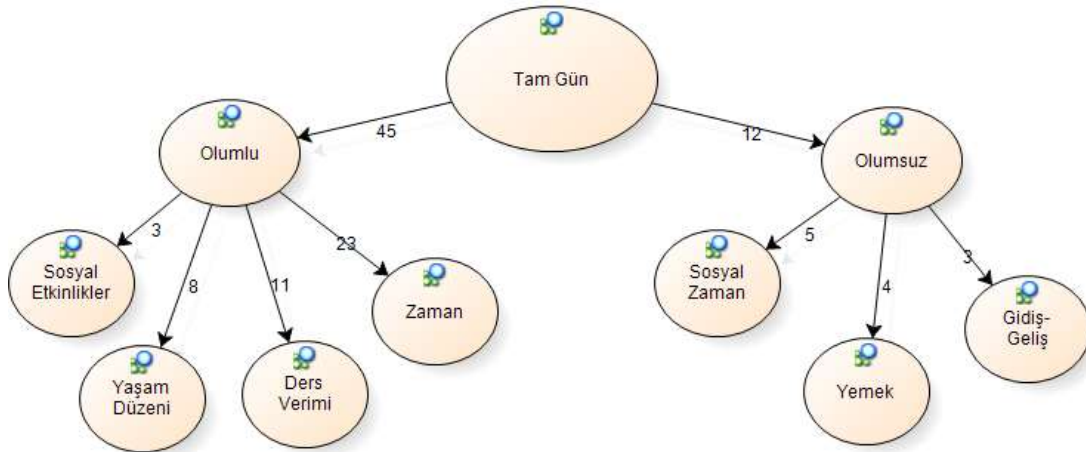 Tam Gün
45
12
Olumlu
Olumsuz
3
8
11
23
5
4
3
Sosyal
Etkinlikler
Yaşam
Düzeni
Ders
Verimi
Zaman
Sosyal
Zaman
Yemek
Gidiş-
Geliş